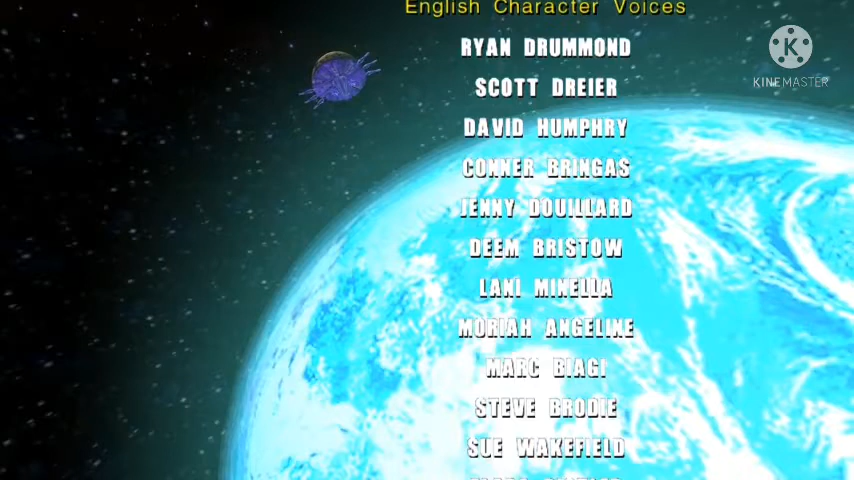 English Character Voices
RYAN DRUMMOND
SCOTT DREIER
DAVID HUMPHRY
CONNER BRINGAS
JENNY DOUILLARD
DEEM BRISTOW
LANI MINELLA
MORIAH ANGELINE
MARC BIAGI
STEVE BRODIE
SUE WAKEFIELD
K
KINEMASTER